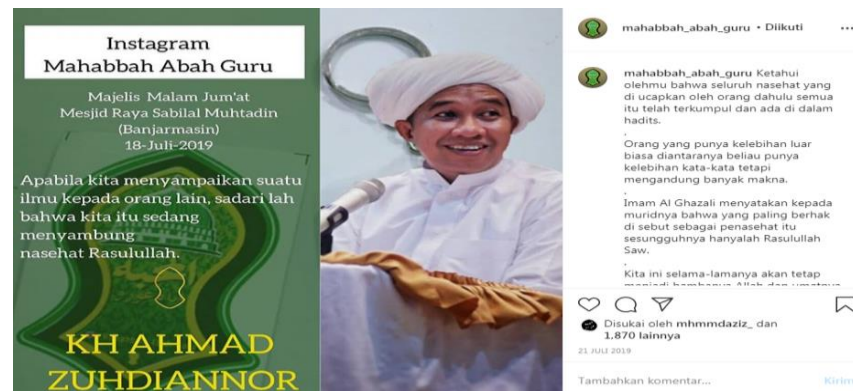 Instagram
Mahabbah Abah Guru
Majelis Malam Jum'at
Mesjid Raya Sabilal Muhtadin
(Banjarmasin)
18-Juli-2019
Apabila kita menyampaikan suatu
ilmu kepada orang lain, sadari lah
bahwa kita itu sedang
menyambung
nasehat Rasulullah.
KH AHMAD
ZUHDIANNOR
mahabbah_abah_guru • Diikuti
mahabbah_abah_guru Ketahui
olehmu bahwa seluruh nasehat yang
di ucapkan oleh orang dahulu semua
itu telah terkumpul dan ada di dalam
hadits.
.
Orang yang punya kelebihan luar
biasa diantaranya beliau punya
kelebihan kata-kata tetapi
mengandung banyak makna.
.
Imam Al Ghazali menyatakan kepada
muridnya bahwa yang paling berhak
di sebut sebagai penasehat itu
sesungguhnya hanyalah Rasulullah
Saw.
.
Kita ini selama-lamanya akan tetap
menjadi hambanya Allah dan umatnya
Disukai oleh mhmmdaziz_ dan
1,870 lainnya
21 JULI 2019
Tambahkan komentar...
Kirim